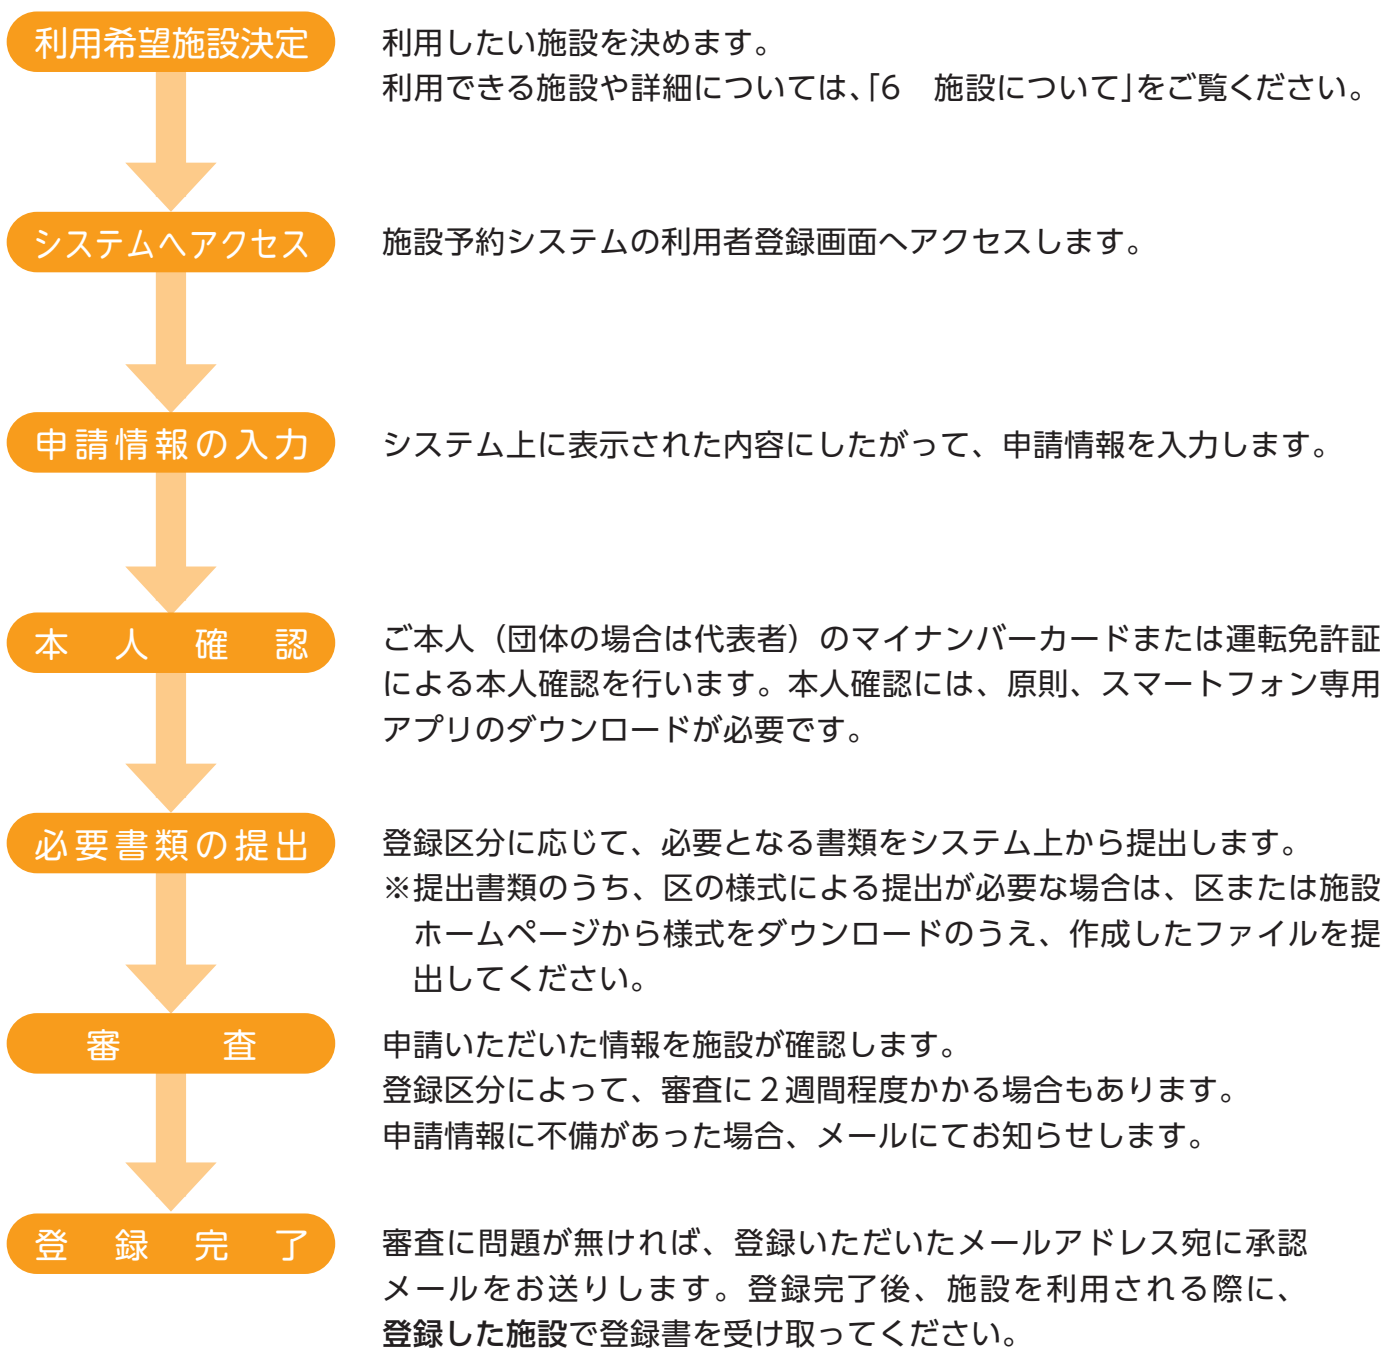 利用希望施設決定
利用したい施設を決めます。
利用できる施設や詳細については、「6　施設について」をご覧ください。
システムへアクセス
施設予約システムの利用者登録画面へアクセスします。
申請情報の入力
システム上に表示された内容にしたがって、申請情報を入力します。
本人確認
ご本人（団体の場合は代表者）のマイナンバーカードまたは運転免許証
による本人確認を行います。本人確認には、原則、スマートフォン専用
アプリのダウンロードが必要です。
必要書類の提出
登録区分に応じて、必要となる書類をシステム上から提出します。
※提出書類のうち、区の様式による提出が必要な場合は、区または施設
ホームページから様式をダウンロードのうえ、作成したファイルを提
出してください。
審査
申請いただいた情報を施設が確認します。
登録区分によって、審査に２週間程度かかる場合もあります。
申請情報に不備があった場合、メールにてお知らせします。
登録完了
審査に問題が無ければ、登録いただいたメールアドレス宛に承認
メールをお送りします。登録完了後、施設を利用される際に、
登録した施設で登録書を受け取ってください。